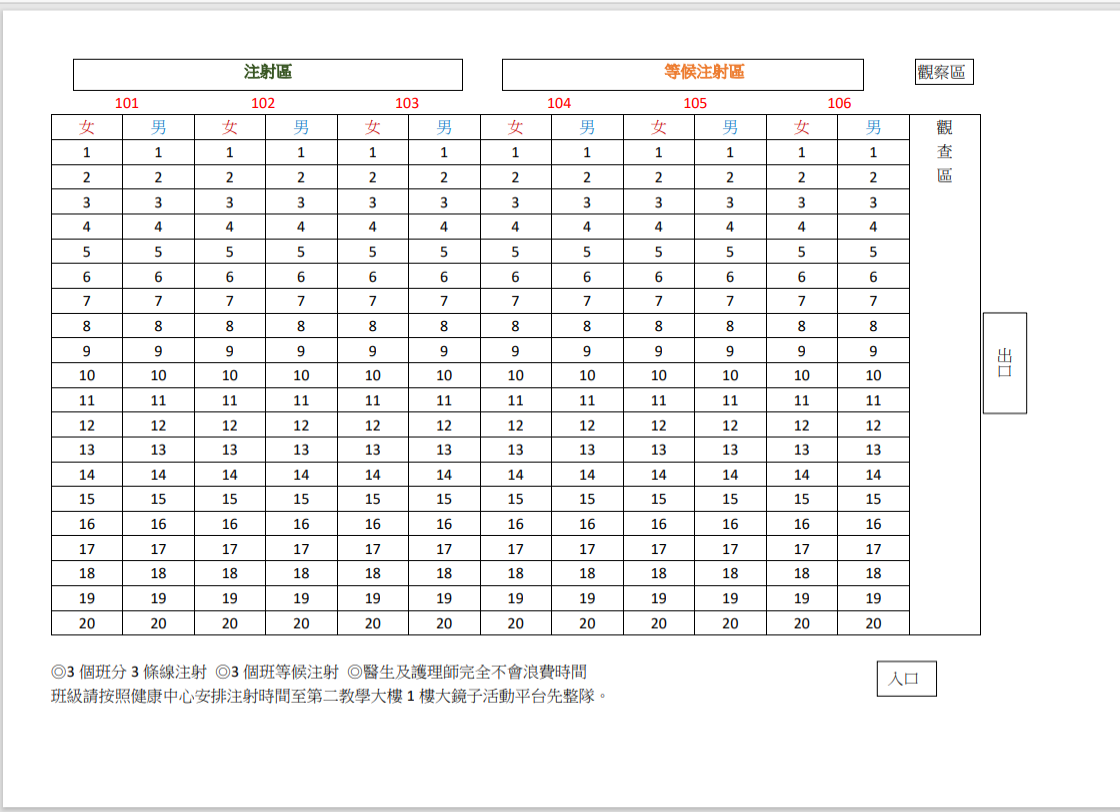 注射區 等候注射區 觀察區
101 102 103 104 105 106
女 男 女 男 女 男 女 男 女 男 女 男 觀
1 1 1 1 1 1 1 1 1 1 1 1 查
2 2 2 2 2 2 2 2 2 2 2 2 區
3 3 3 3 3 3 3 3 3 3 3 3
4 4 4 4 4 4 4 4 4 4 4 4
5 5 5 5 5 5 5 5 5 5 5 5
6 6 6 6 6 6 6 6 6 6 6 6
7 7 7 7 7 7 7 7 7 7 7 7
8 8 8 8 8 8 8 8 8 8 8 8
9 9 9 9 9 9 9 9 9 9 9 9 出
10 10 10 10 10 10 10 10 10 10 10 10 口
11 11 11 11 11 11 11 11 11 11 11 11
12 12 12 12 12 12 12 12 12 12 12 12
13 13 13 13 13 13 13 13 13 13 13 13
14 14 14 14 14 14 14 14 14 14 14 14
15 15 15 15 15 15 15 15 15 15 15 15
16 16 16 16 16 16 16 16 16 16 16 16
17 17 17 17 17 17 17 17 17 17 17 17
18 18 18 18 18 18 18 18 18 18 18 18
19 19 19 19 19 19 19 19 19 19 19 19
20 20 20 20 20 20 20 20 20 20 20 20
◎3 個班分 3 條線注射 ◎3 個班等候注射 ◎醫生及護理師完全不會浪費時間
入口
班級請按照健康中心安排注射時間至第二教學大樓 1 樓大鏡子活動平台先整隊。